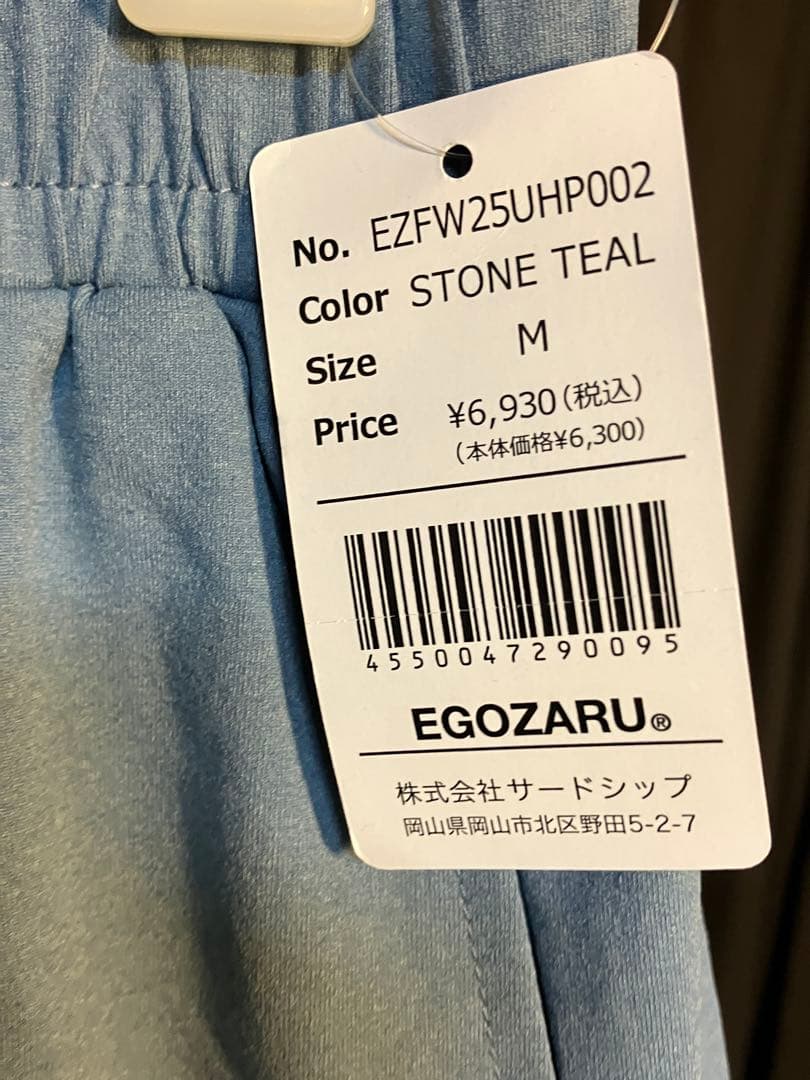 No. EZFW25UHP002
Color STONE TEAL
Size M
Price ¥6,930(税込)
(本体価格¥6,300)
4550047290095
EGOZARU®
株式会社サードシップ
岡山県岡山市北区野田5-2-7